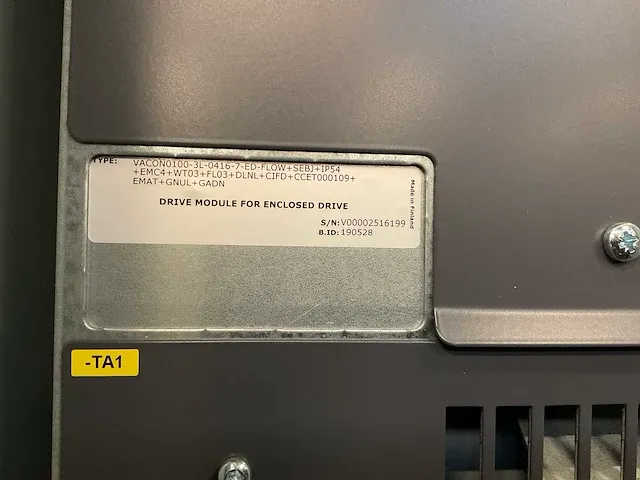 TYPE: VACON0100-3L-0416-7-ED-FLOW+SEBJ+IP54
+EMC4+WT03+FL03+DLNL+CIFD+CCET000109+
EMAT+GNUL+GADN
DRIVE MODULE FOR ENCLOSED DRIVE
S/N: V00002516199
B.ID: 190528
Made in Finland
-TA1